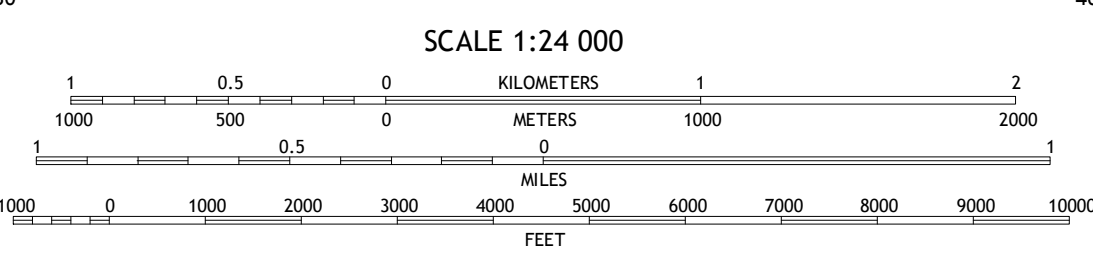 SCALE 1:24 000
1 0.5 0 KILOMETERS 1 2
1000 500 0 METERS 1000 2000
1 0.5 0 1
MILES
1000 0 1000 2000 3000 4000 5000 6000 7000 8000 9000 10000
FEET